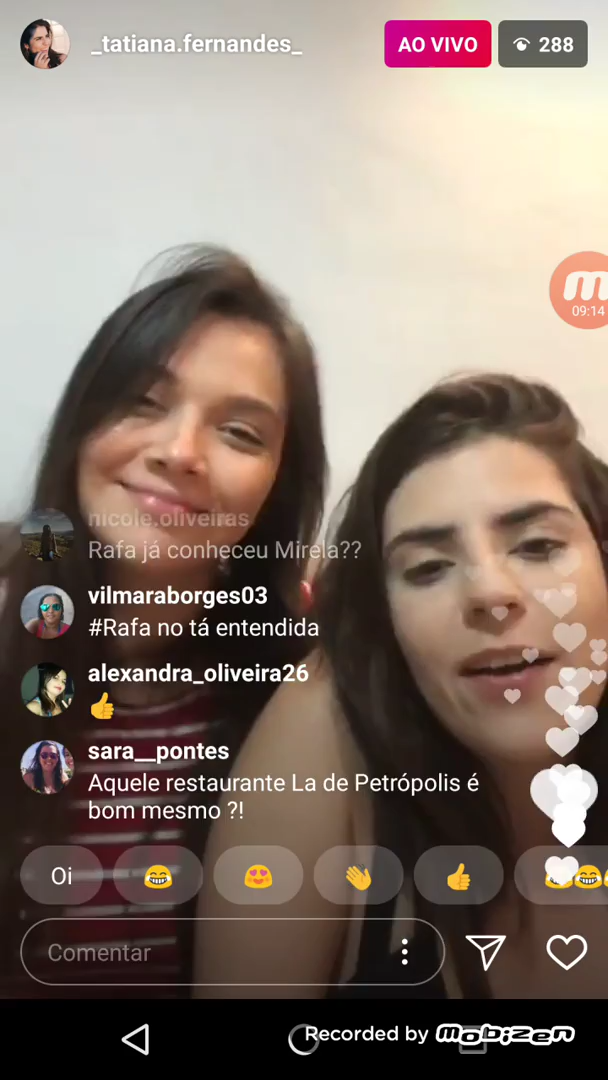 _tatiana.fernandes_
AO VIVO
288
09:14
nicole.oliveiras
Rafa já conheceu Mirela??
vilmaraborges03
#Rafa no tá entendida
alexandra_oliveira26
👍
sara__pontes
Aquele restaurante La de Petrópolis é
bom mesmo ?!
Oi 😂 😍 👏 👍 😂😂
Comentar
Recorded by mobizen